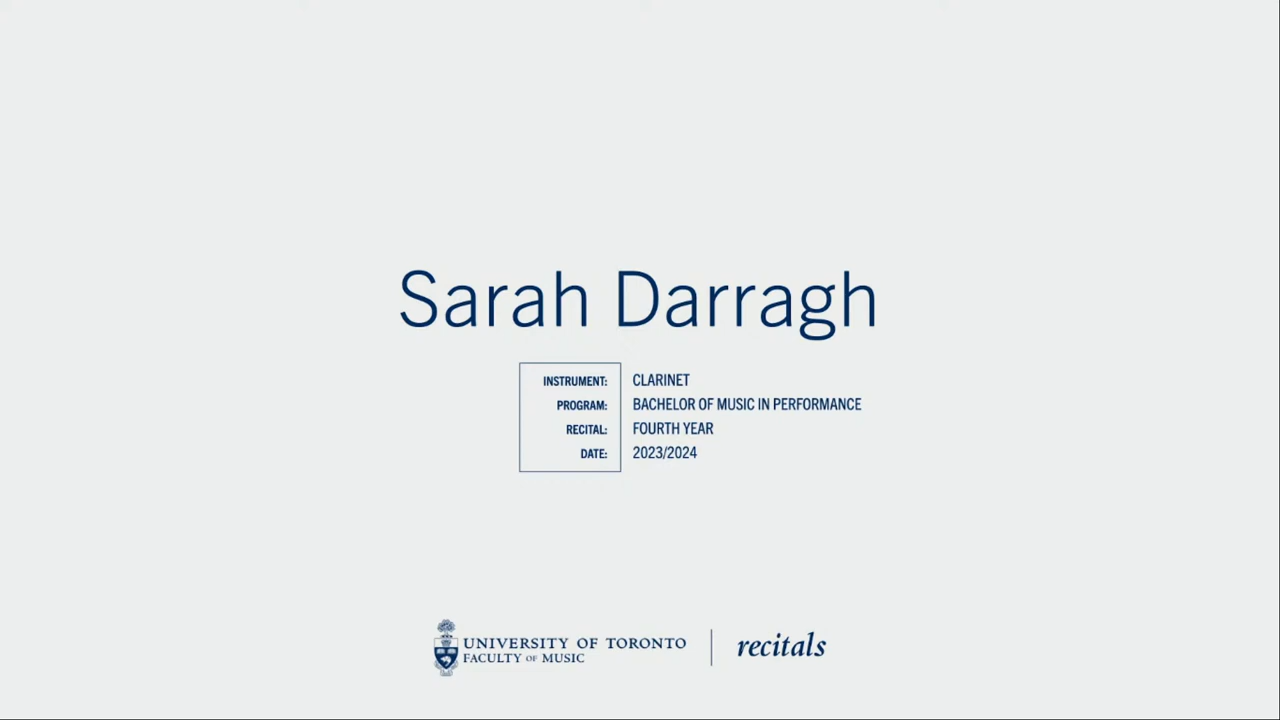 Sarah Darragh
INSTRUMENT: CLARINET
PROGRAM: BACHELOR OF MUSIC IN PERFORMANCE
RECITAL: FOURTH YEAR
DATE: 2023/2024
UNIVERSITY OF TORONTO
FACULTY OF MUSIC
recitals